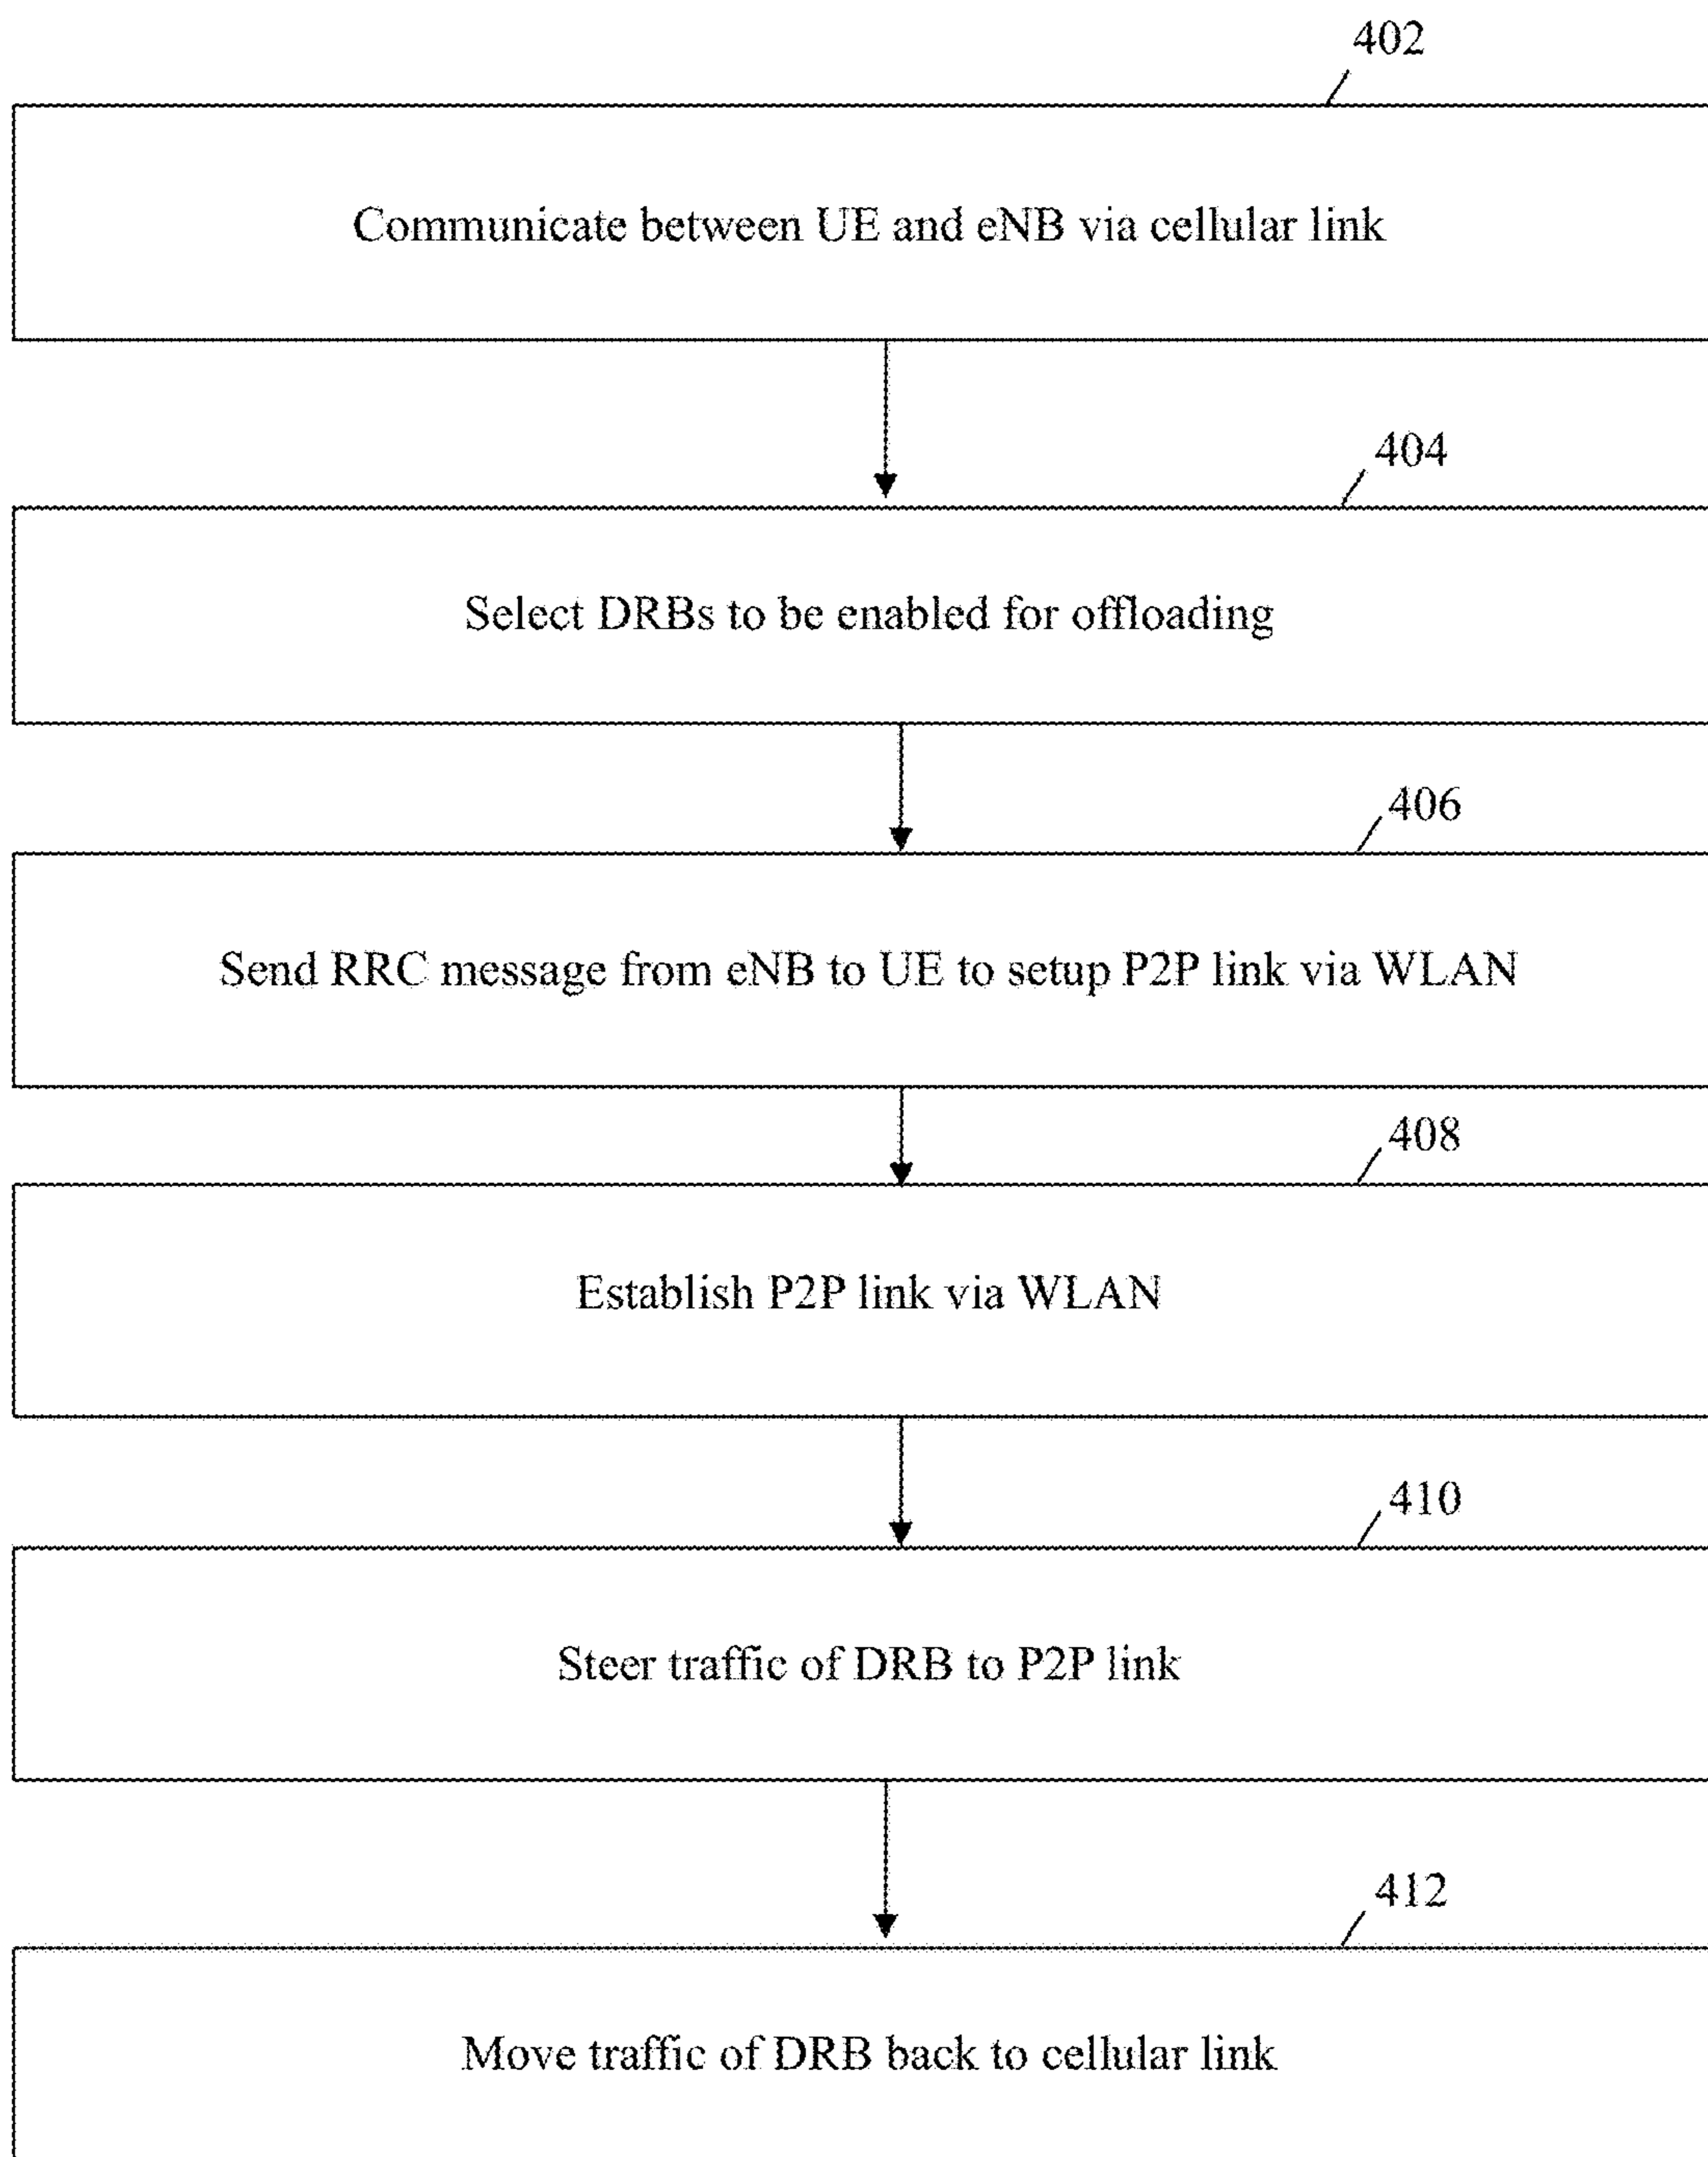 402
Communicate between UE and eNB via cellular link
404
Select DRBs to be enabled for offloading
406
Send RRC message from eNB to UE to setup P2P link via WLAN
408
Establish P2P link via WLAN
410
Steer traffic of DRB to P2P link
412
Move traffic of DRB back to cellular link